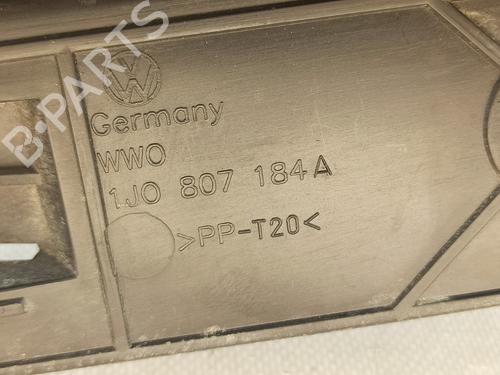 B-PARTS
Germany
WWO
1J0 807 184 A
>PP-T20<